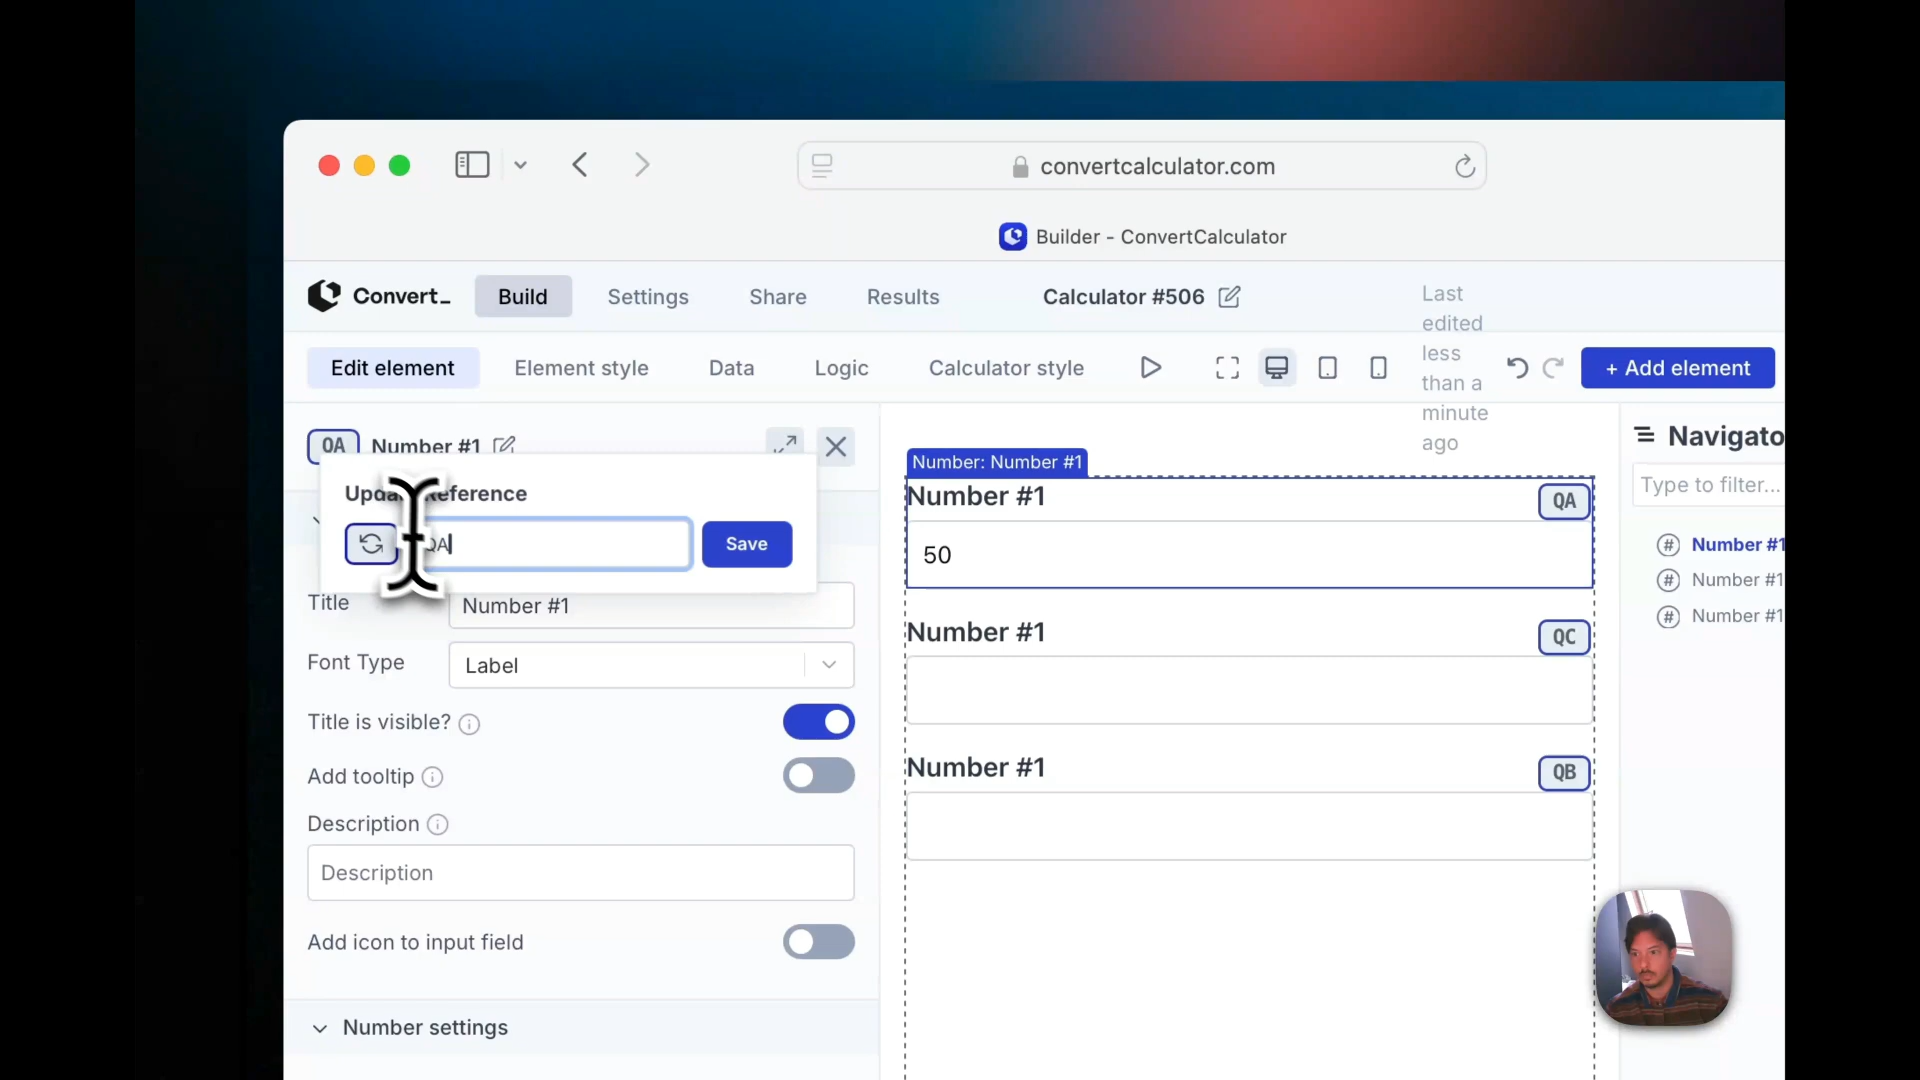 convertcalculator.com
Builder - ConvertCalculator
Convert_
Build
Settings
Share
Results
Calculator #506
Last edited less than a minute ago
Edit element
Element style
Data
Logic
Calculator style
+ Add element
QA
Number #1
Update Reference
QA
Save
Title
Number #1
Font Type
Label
Title is visible?
Add tooltip
Description
Description
Add icon to input field
Number settings
Number: Number #1
Number #1
QA
50
Number #1
QC
Number #1
QB
Navigato
Type to filter...
Number #1
Number #1
Number #1